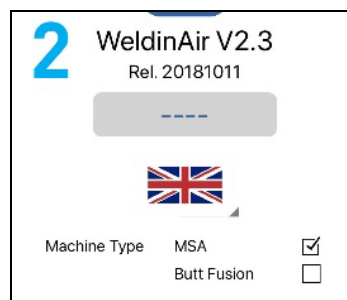 2
WeldinAir V2.3
Rel. 20181011
----
Machine Type MSA
Butt Fusion